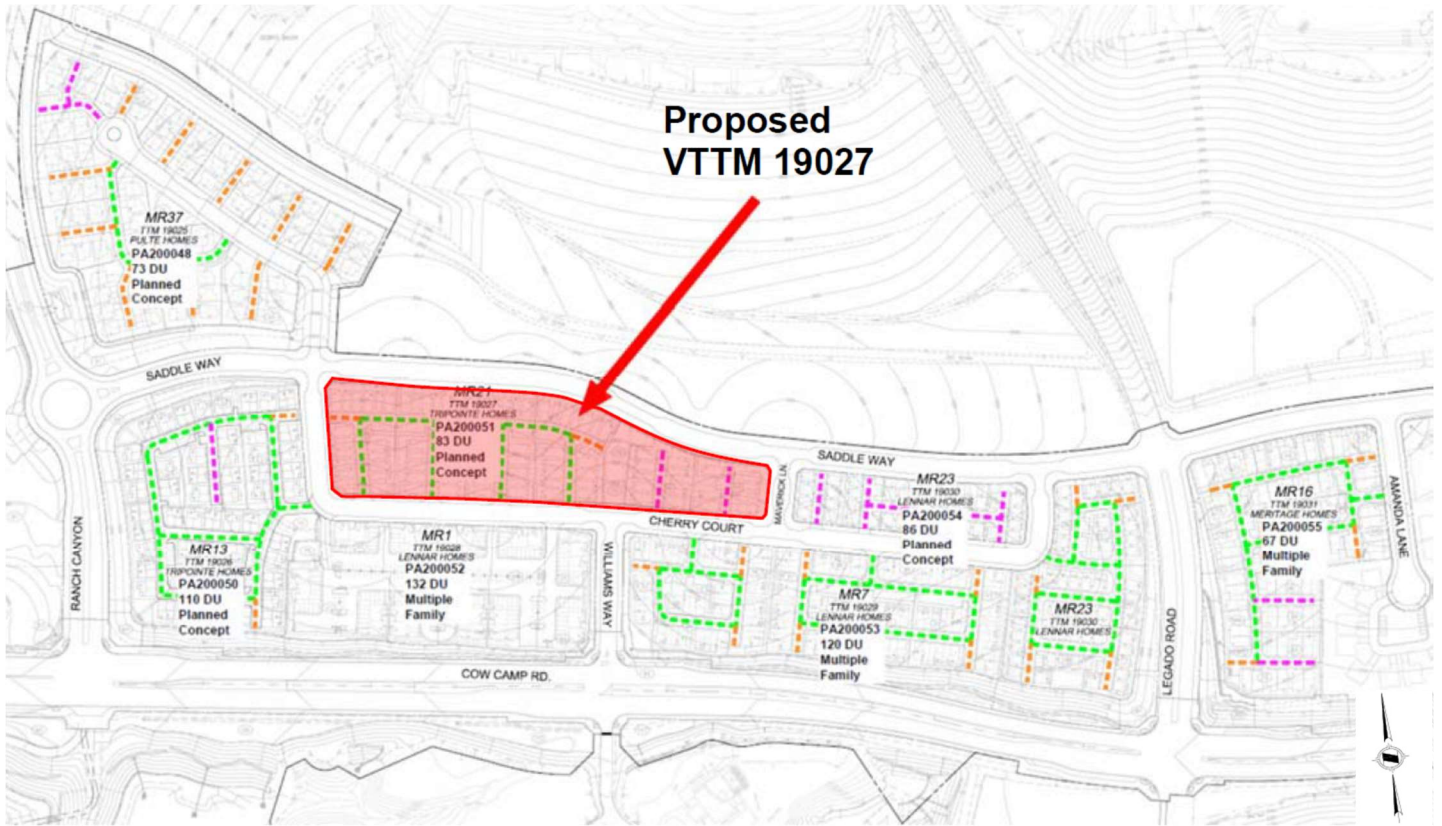 Proposed
VTTM 19027
MR37
TTM 19025
PULTE HOMES
PA200048
73 DU
Planned
Concept
SADDLE WAY
MR21
TTM 19027
TRIPOINTE HOMES
PA200051
83 DU
Planned
Concept
SADDLE WAY
MAVERICK LN
MR23
TTM 19030
LENNAR HOMES
PA200054
86 DU
Planned
Concept
MR16
TTM 19031
MERITAGE HOMES
PA200055
67 DU
Multiple
Family
AMANDA LANE
RANCH CANYON
MR13
TTM 19026
TRIPOINTE HOMES
PA200050
110 DU
Planned
Concept
MR1
TTM 19028
LENNAR HOMES
PA200052
132 DU
Multiple
Family
CHERRY COURT
WILLIAMS WAY
MR7
TTM 19029
LENNAR HOMES
PA200053
120 DU
Multiple
Family
MR23
TTM 19030
LENNAR HOMES
LEGADO ROAD
COW CAMP RD.